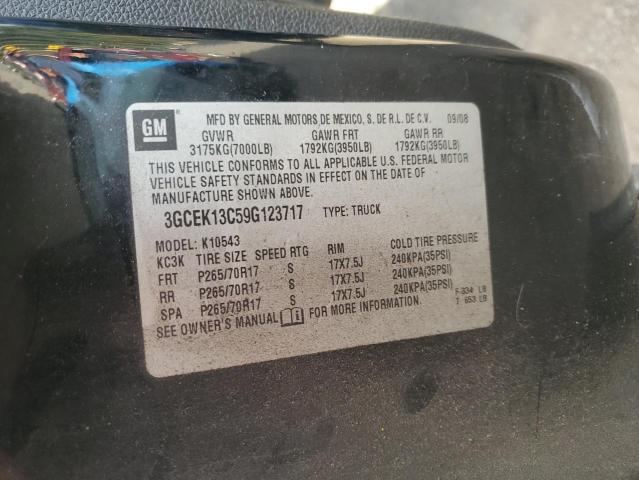 GM
MFD BY GENERAL MOTORS DE MEXICO, S. DE R.L. DE C.V. 09/08
GVWR GAWR FRT GAWR RR
3175KG(7000LB) 1792KG(3950LB) 1792KG(3950LB)
THIS VEHICLE CONFORMS TO ALL APPLICABLE U.S. FEDERAL MOTOR
VEHICLE SAFETY STANDARDS IN EFFECT ON THE DATE OF
MANUFACTURE SHOWN ABOVE.
3GCEK13C59G123717 TYPE: TRUCK
MODEL: K10543
KC3K TIRE SIZE SPEED RTG RIM COLD TIRE PRESSURE
FRT P265/70R17 S 17X7.5J 240KPA(35PSI)
RR P265/70R17 S 17X7.5J 240KPA(35PSI)
SPA P265/70R17 S 17X7.5J 240KPA(35PSI)
SEE OWNER'S MANUAL FOR MORE INFORMATION.
F-334 LB
T 653 LB